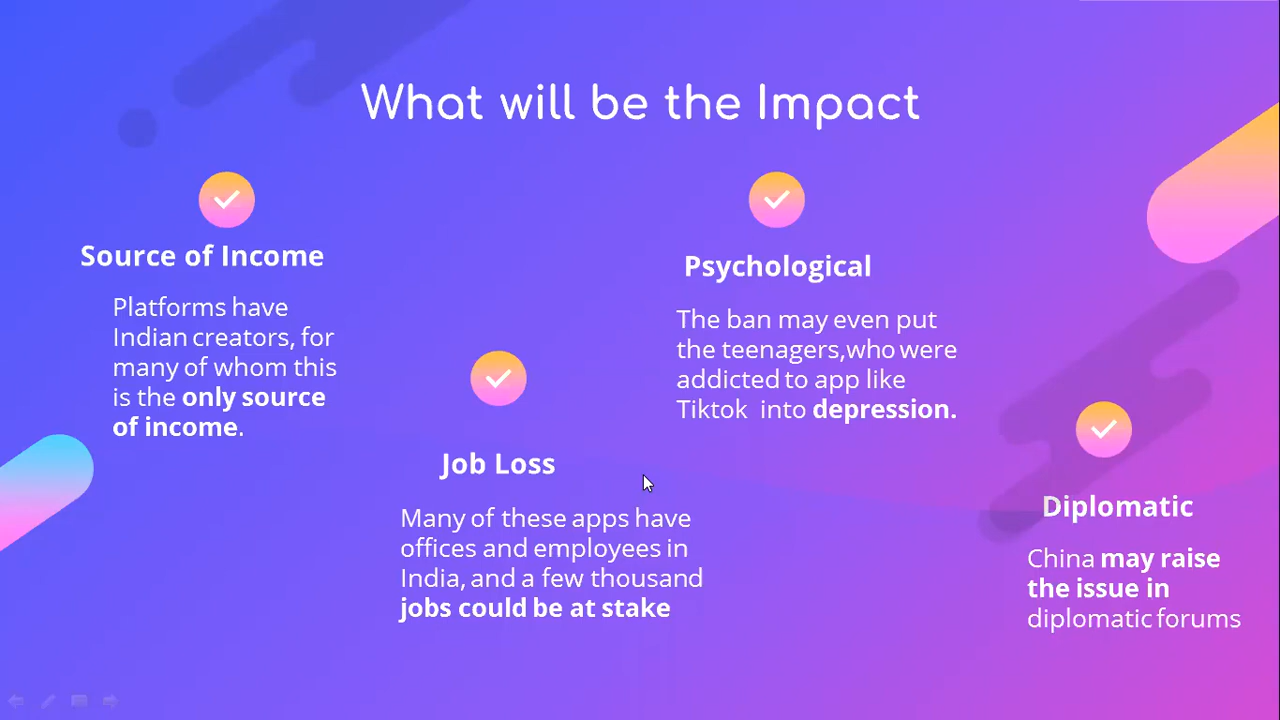 What will be the Impact
Source of Income
Platforms have
Indian creators, for
many of whom this
is the only source
of income.
Job Loss
Many of these apps have
offices and employees in
India, and a few thousand
jobs could be at stake
Psychological
The ban may even put
the teenagers,who were
addicted to app like
Tiktok  into depression.
Diplomatic
China may raise
the issue in
diplomatic forums